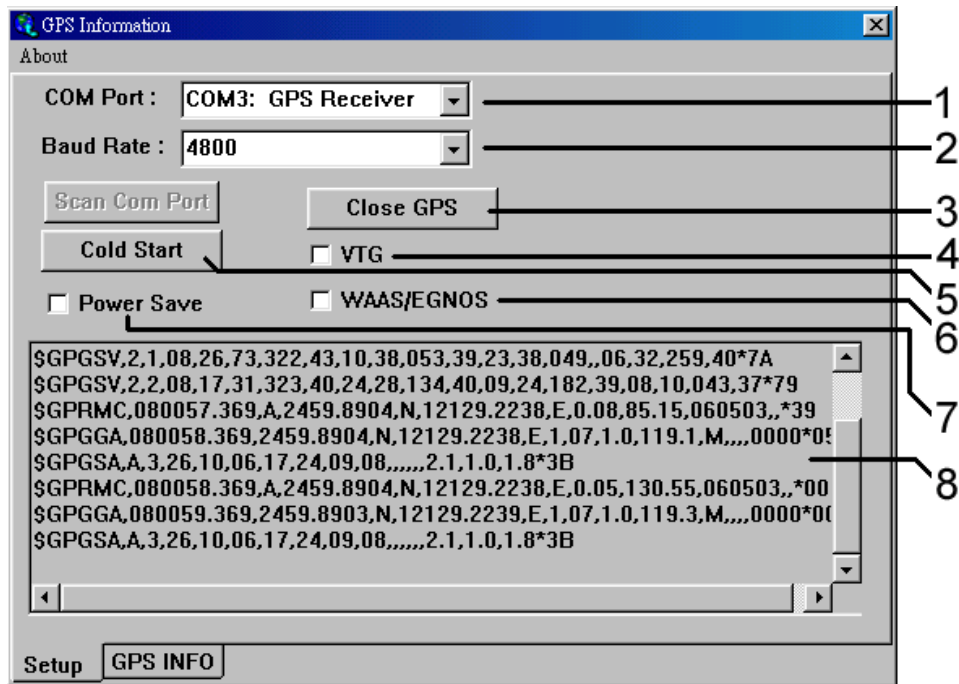 GPS Information
About
COM Port : COM3: GPS Receiver 1
Baud Rate : 4800 2
Scan Com Port Close GPS 3
Cold Start VTG 4
5
Power Save WAAS/EGNOS 6
$GPGSV,2,1,08,26,73,322,43,10,38,053,39,23,38,049,,06,32,259,40*7A
$GPGSV,2,2,08,17,31,323,40,24,28,134,40,09,24,182,39,08,10,043,37*79
$GPRMC,080057.369,A,2459.8904,N,12129.2238,E,0.08,85.15,060503,,*39
7
$GPGGA,080058.369,2459.8904,N,12129.2238,E,1,07,1.0,119.1,M,,,,0000*05
$GPGSA,A,3,26,10,06,17,24,09,08,,,,,,2.1,1.0,1.8*3B
8
$GPRMC,080058.369,A,2459.8904,N,12129.2238,E,0.05,130.55,060503,,*00
$GPGGA,080059.369,2459.8903,N,12129.2239,E,1,07,1.0,119.3,M,,,,0000*0
$GPGSA,A,3,26,10,06,17,24,09,08,,,,,,2.1,1.0,1.8*3B
Setup GPS INFO